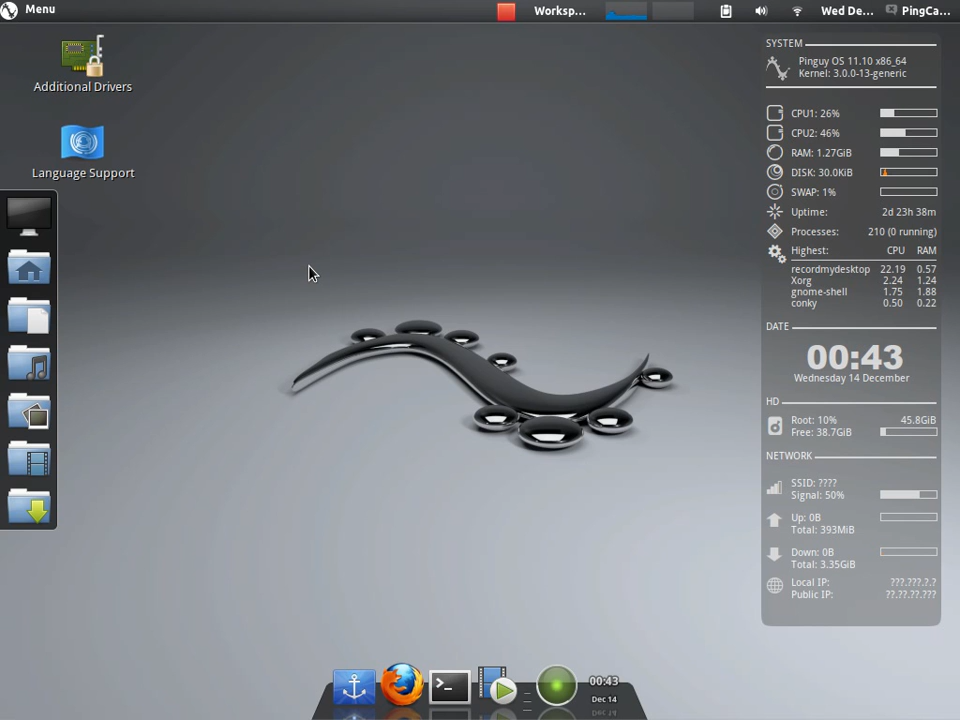 Menu
Worksp...
Wed De...
PingCa...
Additional Drivers
Language Support
SYSTEM
Pinguy OS 11.10 x86_64
Kernel: 3.0.0-13-generic
CPU1: 26%
CPU2: 46%
RAM: 1.27GiB
DISK: 30.0KiB
SWAP: 1%
Uptime: 2d 23h 38m
Processes: 210 (0 running)
Highest: CPU RAM
recordmydesktop 22.19 0.57
Xorg 2.24 1.24
gnome-shell 1.75 1.88
conky 0.50 0.22
DATE
00:43
Wednesday 14 December
HD
Root: 10% 45.8GiB
Free: 38.7GiB
NETWORK
SSID: ????
Signal: 50%
Up: 0B
Total: 393MiB
Down: 0B
Total: 3.35GiB
Local IP: ???.???.?.?
Public IP: ??.??.??.???
00:43
Dec 14